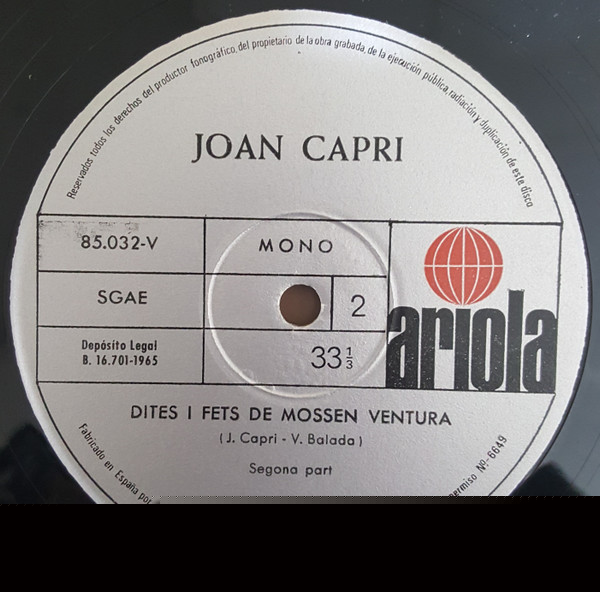 Reservados todos los derechos del productor fonográfico, del propietario de la obra grabada, de la ejecución pública, radiación y duplicación de este disco
JOAN CAPRI
85.032-V
MONO
SGAE
2
Depósito Legal
B. 16.701-1965
33⅓
ariola
DITES I FETS DE MOSSEN VENTURA
(J. Capri - V. Balada)
Segona part
Fabricado en España por
permiso Nº-6649